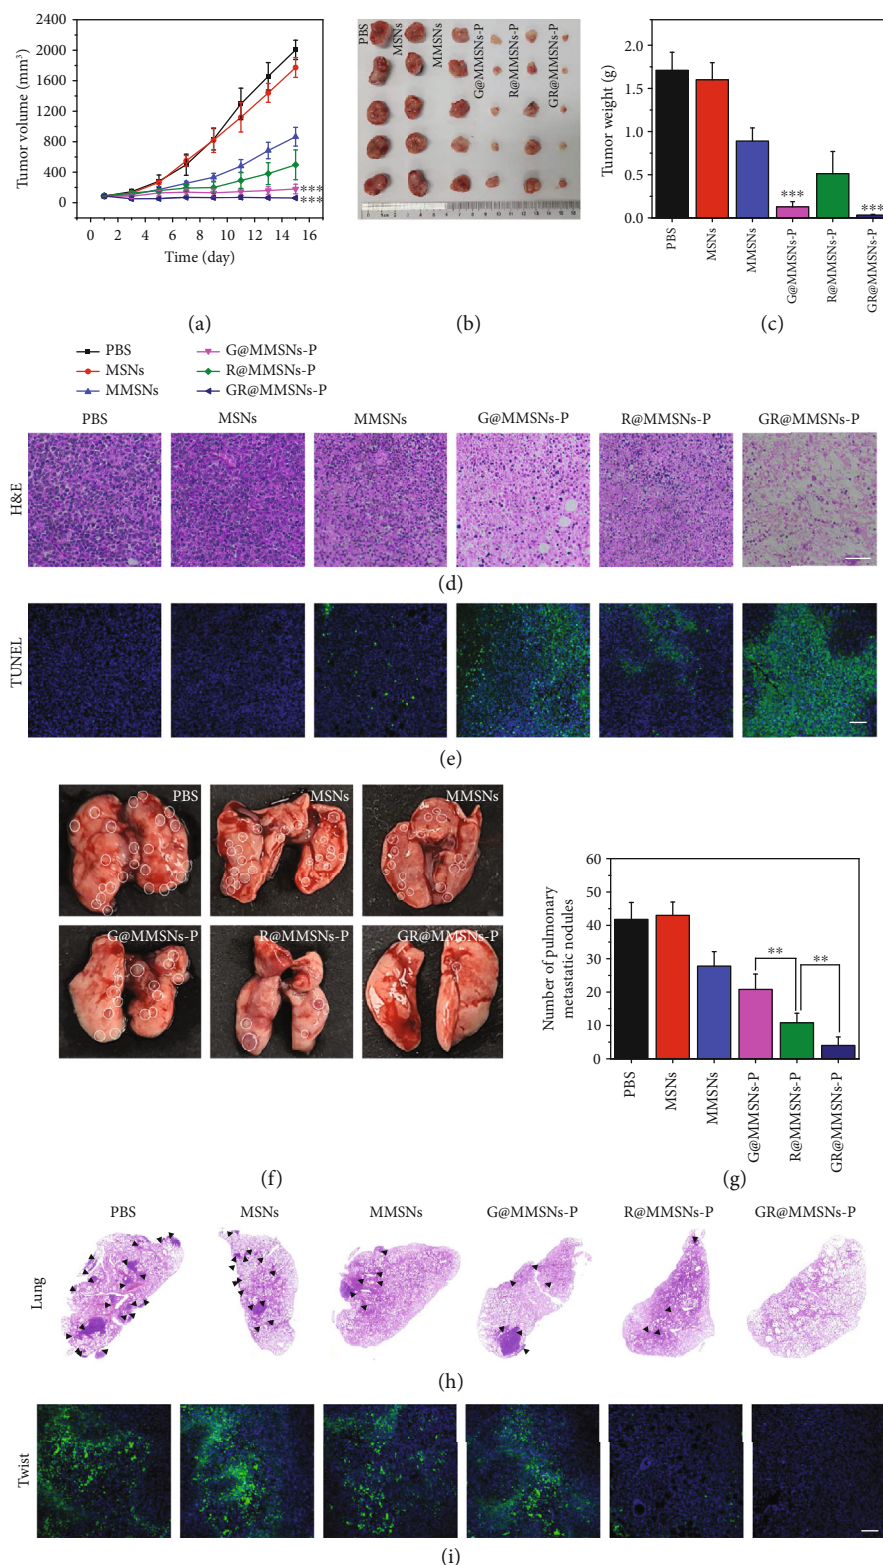 2400
2000
1600
1200
800
400
0
Tumor volume (mm³)
0 2 4 6 8 10 12 14 16
Time (day)
***
***
(a)
PBS
MSNs
MMSNs
G@MMSNs-P
R@MMSNs-P
GR@MMSNs-P
(b)
2.0
1.5
1.0
0.5
0.0
Tumor weight (g)
***
***
PBS
MSNs
MMSNs
G@MMSNs-P
R@MMSNs-P
GR@MMSNs-P
(c)
PBS
MSNs
MMSNs
G@MMSNs-P
R@MMSNs-P
GR@MMSNs-P
PBS MSNs MMSNs G@MMSNs-P R@MMSNs-P GR@MMSNs-P
H&E
(d)
TUNEL
(e)
PBS MSNs MMSNs
G@MMSNs-P R@MMSNs-P GR@MMSNs-P
(f)
60
50
40
30
20
10
0
Number of pulmonary
metastatic nodules
**
**
PBS
MSNs
MMSNs
G@MMSNs-P
R@MMSNs-P
GR@MMSNs-P
(g)
PBS MSNs MMSNs G@MMSNs-P R@MMSNs-P GR@MMSNs-P
Lung
(h)
Twist
(i)